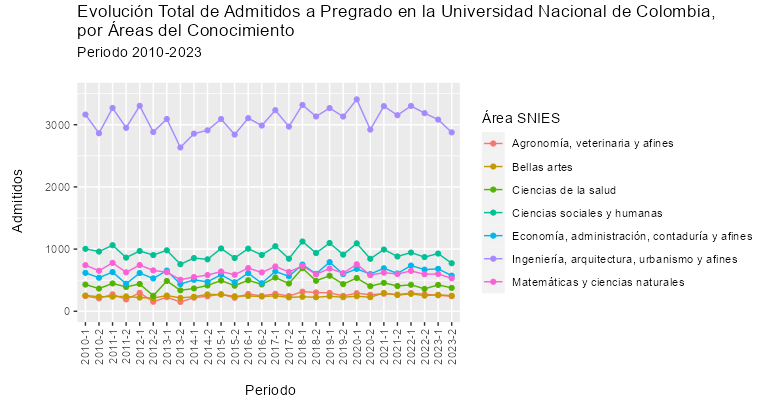 Evolución Total de Admitidos a Pregrado en la Universidad Nacional de Colombia,
por Áreas del Conocimiento
Periodo 2010-2023
Admitidos
3000
2000
1000
0
2010-1
2010-2
2011-1
2011-2
2012-1
2012-2
2013-1
2013-2
2014-1
2014-2
2015-1
2015-2
2016-1
2016-2
2017-1
2017-2
2018-1
2018-2
2019-1
2019-2
2020-1
2020-2
2021-1
2021-2
2022-1
2022-2
2023-1
2023-2
Periodo
Área SNIES
Agronomía, veterinaria y afines
Bellas artes
Ciencias de la salud
Ciencias sociales y humanas
Economía, administración, contaduría y afines
Ingeniería, arquitectura, urbanismo y afines
Matemáticas y ciencias naturales